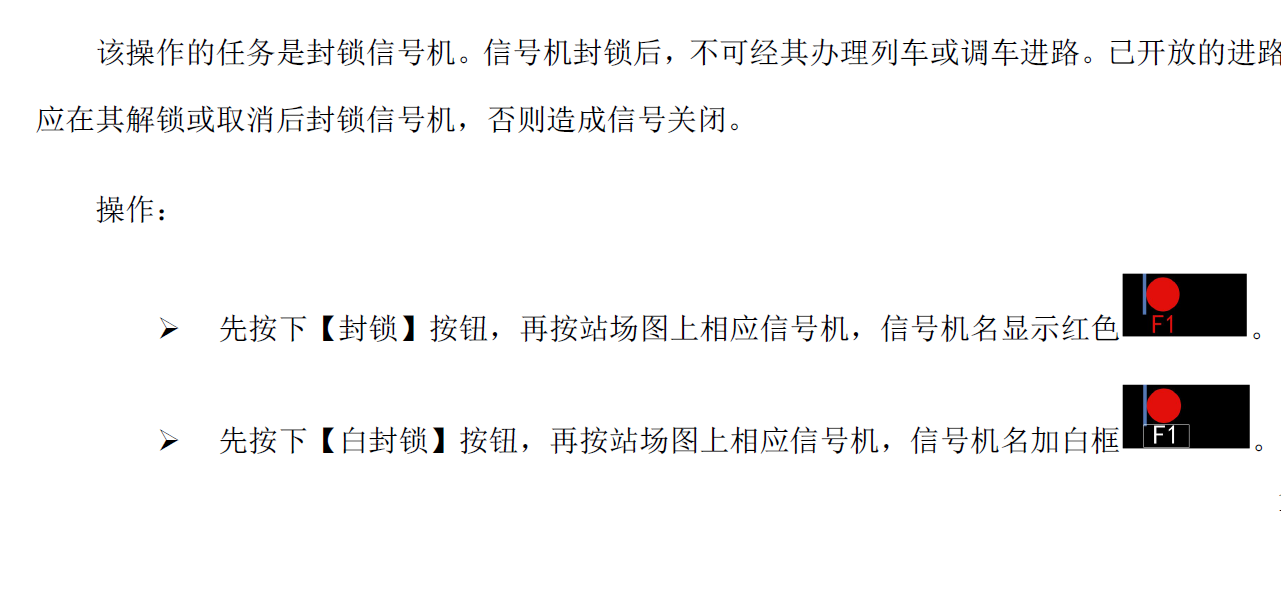 该操作的任务是封锁信号机。信号机封锁后，不可经其办理列车或调车进路。已开放的进路
应在其解锁或取消后封锁信号机，否则造成信号关闭。
操作：
➢ 先按下【封锁】按钮，再按站场图上相应信号机，信号机名显示红色 F1 。
➢ 先按下【白封锁】按钮，再按站场图上相应信号机，信号机名加白框 F1 。